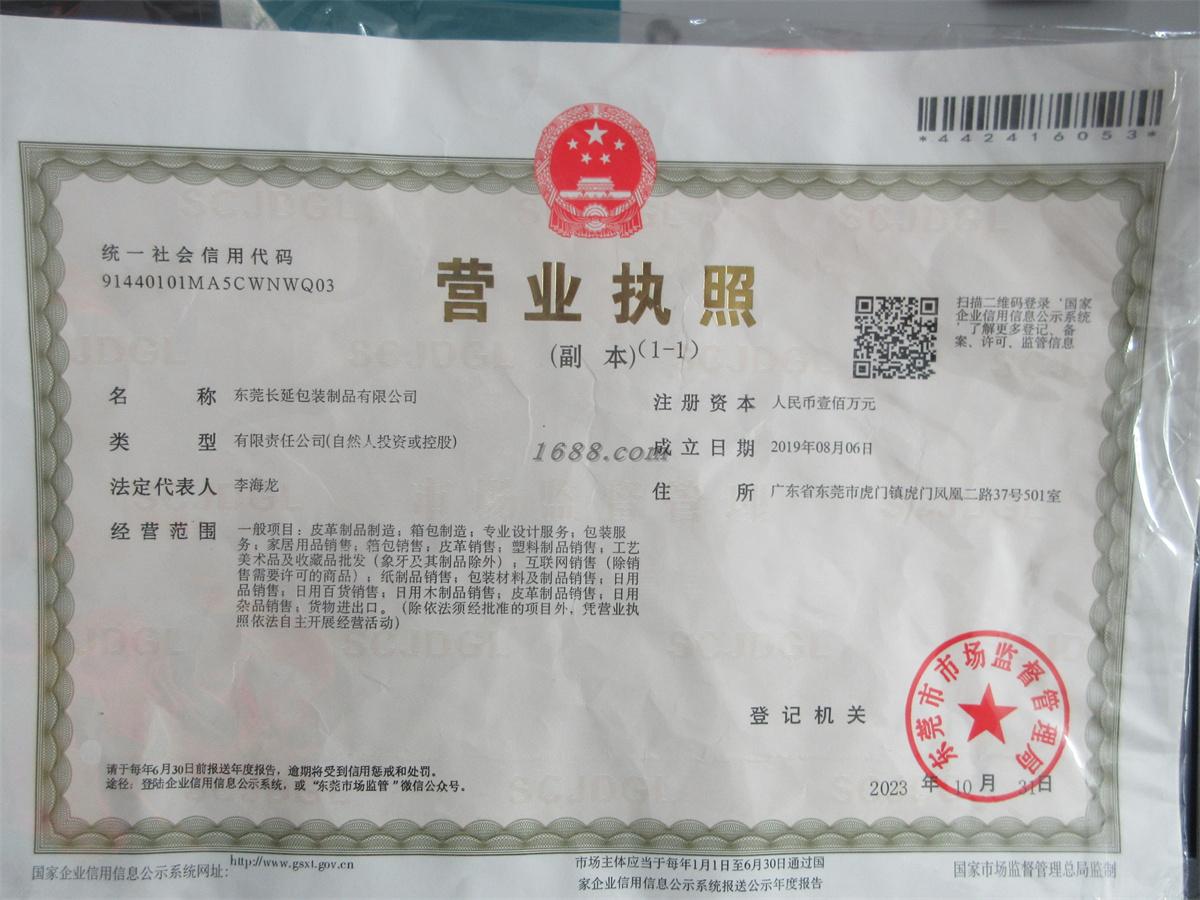 *442416053*
统一社会信用代码
91440101MA5CWNWQ03
营业执照
(副 本)(1-1)
扫描二维码登录‘国家
企业信用信息公示系统
’了解更多登记、备
案、许可、监管信息
名 称 东莞长延包装制品有限公司
注册资本 人民币壹佰万元
类 型 有限责任公司(自然人投资或控股)
成立日期 2019年08月06日
法定代表人 李海龙
住 所 广东省东莞市虎门镇虎门凤凰二路37号501室
经营范围 一般项目：皮革制品制造；箱包制造；专业设计服务；包装服
务；家居用品销售；箱包销售；皮革销售；塑料制品销售；工艺
美术品及收藏品批发（象牙及其制品除外）；互联网销售（除销
售需要许可的商品）；纸制品销售；包装材料及制品销售；日用
品销售；日用百货销售；日用木制品销售；皮革制品销售；日用
杂品销售；货物进出口。（除依法须经批准的项目外，凭营业执
照依法自主开展经营活动）
1688.com
登记机关
东莞市市场监督管理局
2023 年 10 月 31日
请于每年6月30日前报送年度报告，逾期将受到信用惩戒和处罚。
途径：登陆企业信用信息公示系统，或“东莞市场监管”微信公众号。
国家企业信用信息公示系统网址：http://www.gsxt.gov.cn
市场主体应当于每年1月1日至6月30日通过国
家企业信用信息公示系统报送公示年度报告
国家市场监督管理总局监制